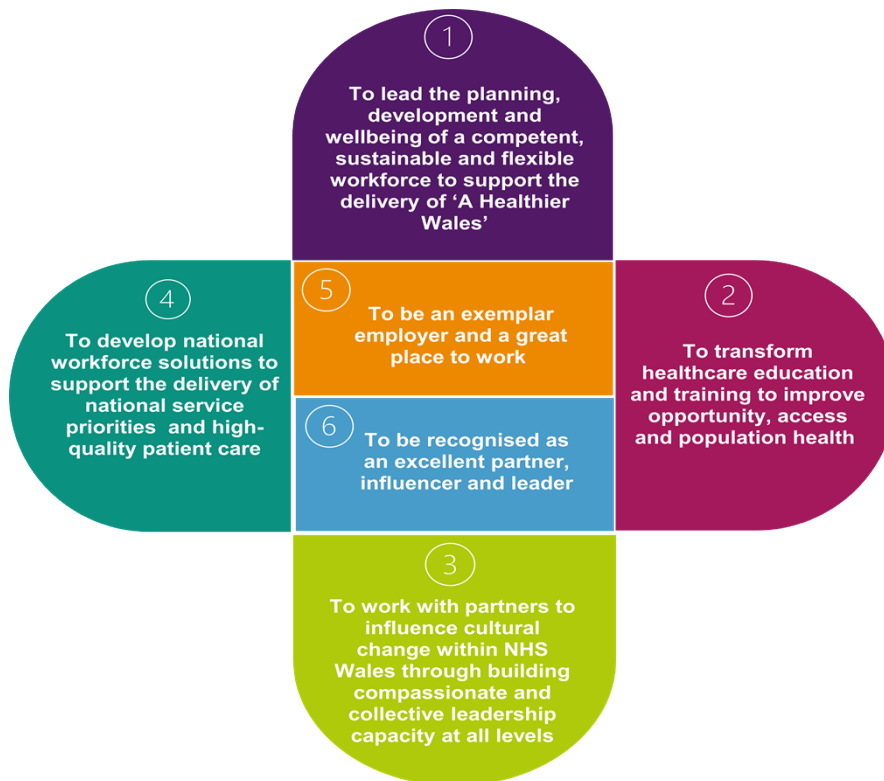 1
To lead the planning,
development and
wellbeing of a competent,
sustainable and flexible
workforce to support the
delivery of ‘A Healthier
Wales’
4
To develop national
workforce solutions to
support the delivery of
national service
priorities and high-
quality patient care
5
To be an exemplar
employer and a great
place to work
6
To be recognised as
an excellent partner,
influencer and leader
2
To transform
healthcare education
and training to improve
opportunity, access
and population health
3
To work with partners to
influence cultural
change within NHS
Wales through building
compassionate and
collective leadership
capacity at all levels